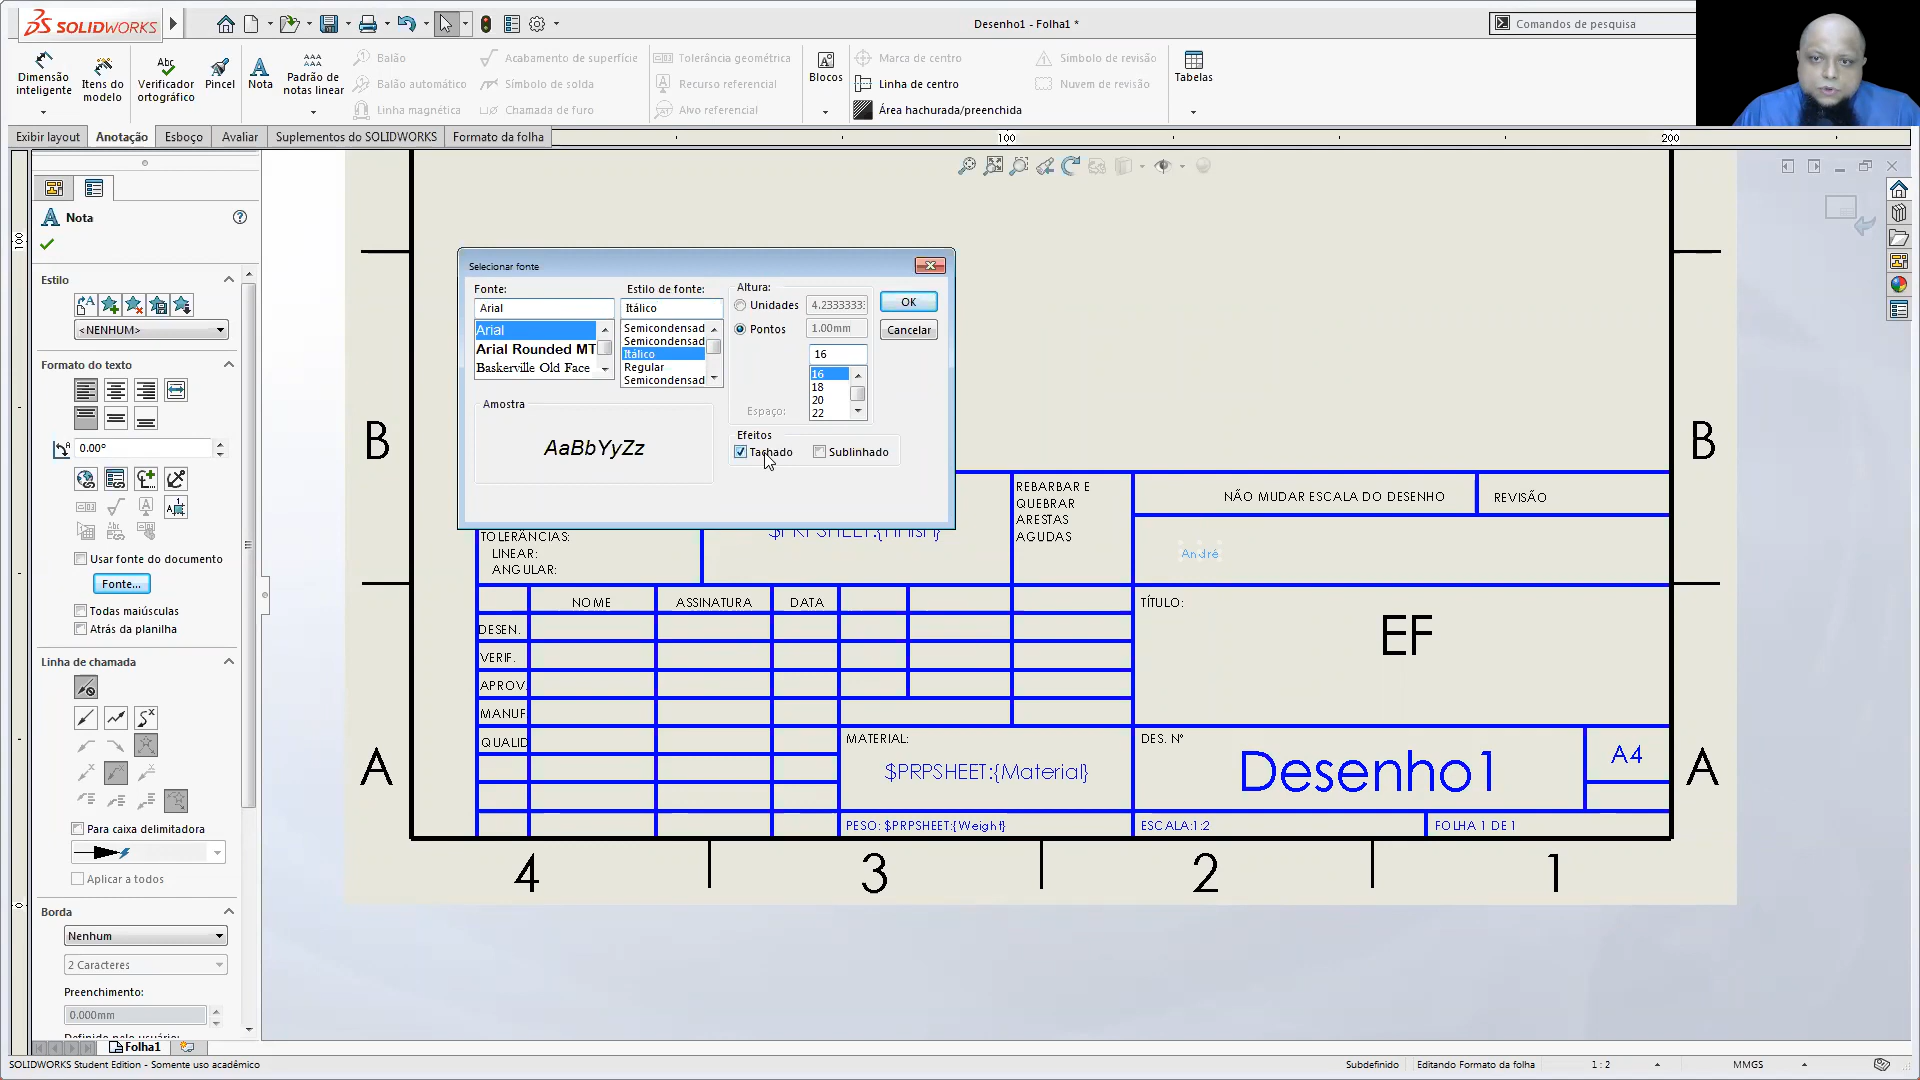 SOLIDWORKS
Desenho1 - Folha1 *
Comandos de pesquisa
Dimensão inteligente
Itens do modelo
Verificador ortográfico
Pincel
Nota
Padrão de notas linear
Balão
Balão automático
Linha magnética
Acabamento de superfície
Símbolo de solda
Chamada de furo
Tolerância geométrica
Recurso referencial
Alvo referencial
Blocos
Marca de centro
Linha de centro
Área hachurada/preenchida
Símbolo de revisão
Nuvem de revisão
Tabelas
Exibir layout
Anotação
Esboço
Avaliar
Suplementos do SOLIDWORKS
Formato da folha
100
200
100
0
Nota
Estilo
<NENHUM>
Formato do texto
0.00°
Usar fonte do documento
Fonte...
Todas maiúsculas
Atrás da planilha
Linha de chamada
Para caixa delimitadora
Aplicar a todos
Borda
Nenhum
2 Caracteres
Preenchimento:
0.000mm
Selecionar fonte
Fonte:
Arial
Arial
Arial Rounded MT
Baskerville Old Face
Estilo de fonte:
Itálico
Semicondensad
Semicondensad
Itálico
Regular
Semicondensad
Altura:
Unidades
4.23333333
Pontos
1.00mm
16
16
18
20
22
Espaço:
OK
Cancelar
Amostra
AaBbYyZz
Efeitos
Tachado
Sublinhado
B
B
A
A
4
3
2
1
TOLERÂNCIAS:
LINEAR:
ANGULAR:
$PRPSHEET:{Finish}
REBARBAR E
QUEBRAR
ARESTAS
AGUDAS
NÃO MUDAR ESCALA DO DESENHO
REVISÃO
André
NOME
ASSINATURA
DATA
DESEN.
VERIF.
APROV.
MANUF
QUALID
TÍTULO:
EF
MATERIAL:
$PRPSHEET:{Material}
DES. Nº
Desenho1
A4
PESO: $PRPSHEET:{Weight}
ESCALA:1:2
FOLHA 1 DE 1
Folha1
SOLIDWORKS Student Edition - Somente uso acadêmico
Subdefinido
Editando Formato da folha
1 : 2
MMGS